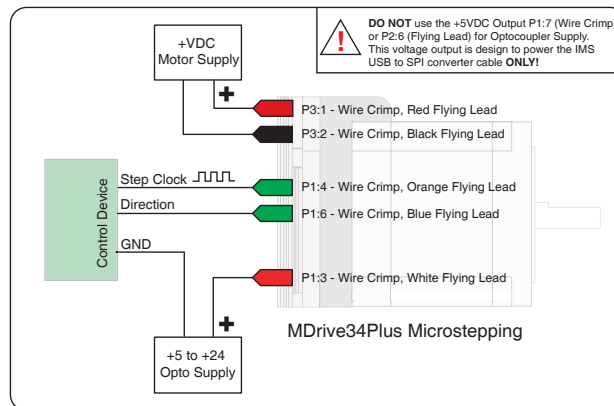 DO NOT use the +5VDC Output P1:7 (Wire Crimp)
or P2:6 (Flying Lead) for Optocoupler Supply.
This voltage output is design to power the IMS
USB to SPI converter cable ONLY!
!
+VDC
Motor Supply
+
P3:1 - Wire Crimp, Red Flying Lead
P3:2 - Wire Crimp, Black Flying Lead
Control Device
Step Clock
P1:4 - Wire Crimp, Orange Flying Lead
Direction
P1:6 - Wire Crimp, Blue Flying Lead
GND
P1:3 - Wire Crimp, White Flying Lead
+
MDrive34Plus Microstepping
+5 to +24
Opto Supply